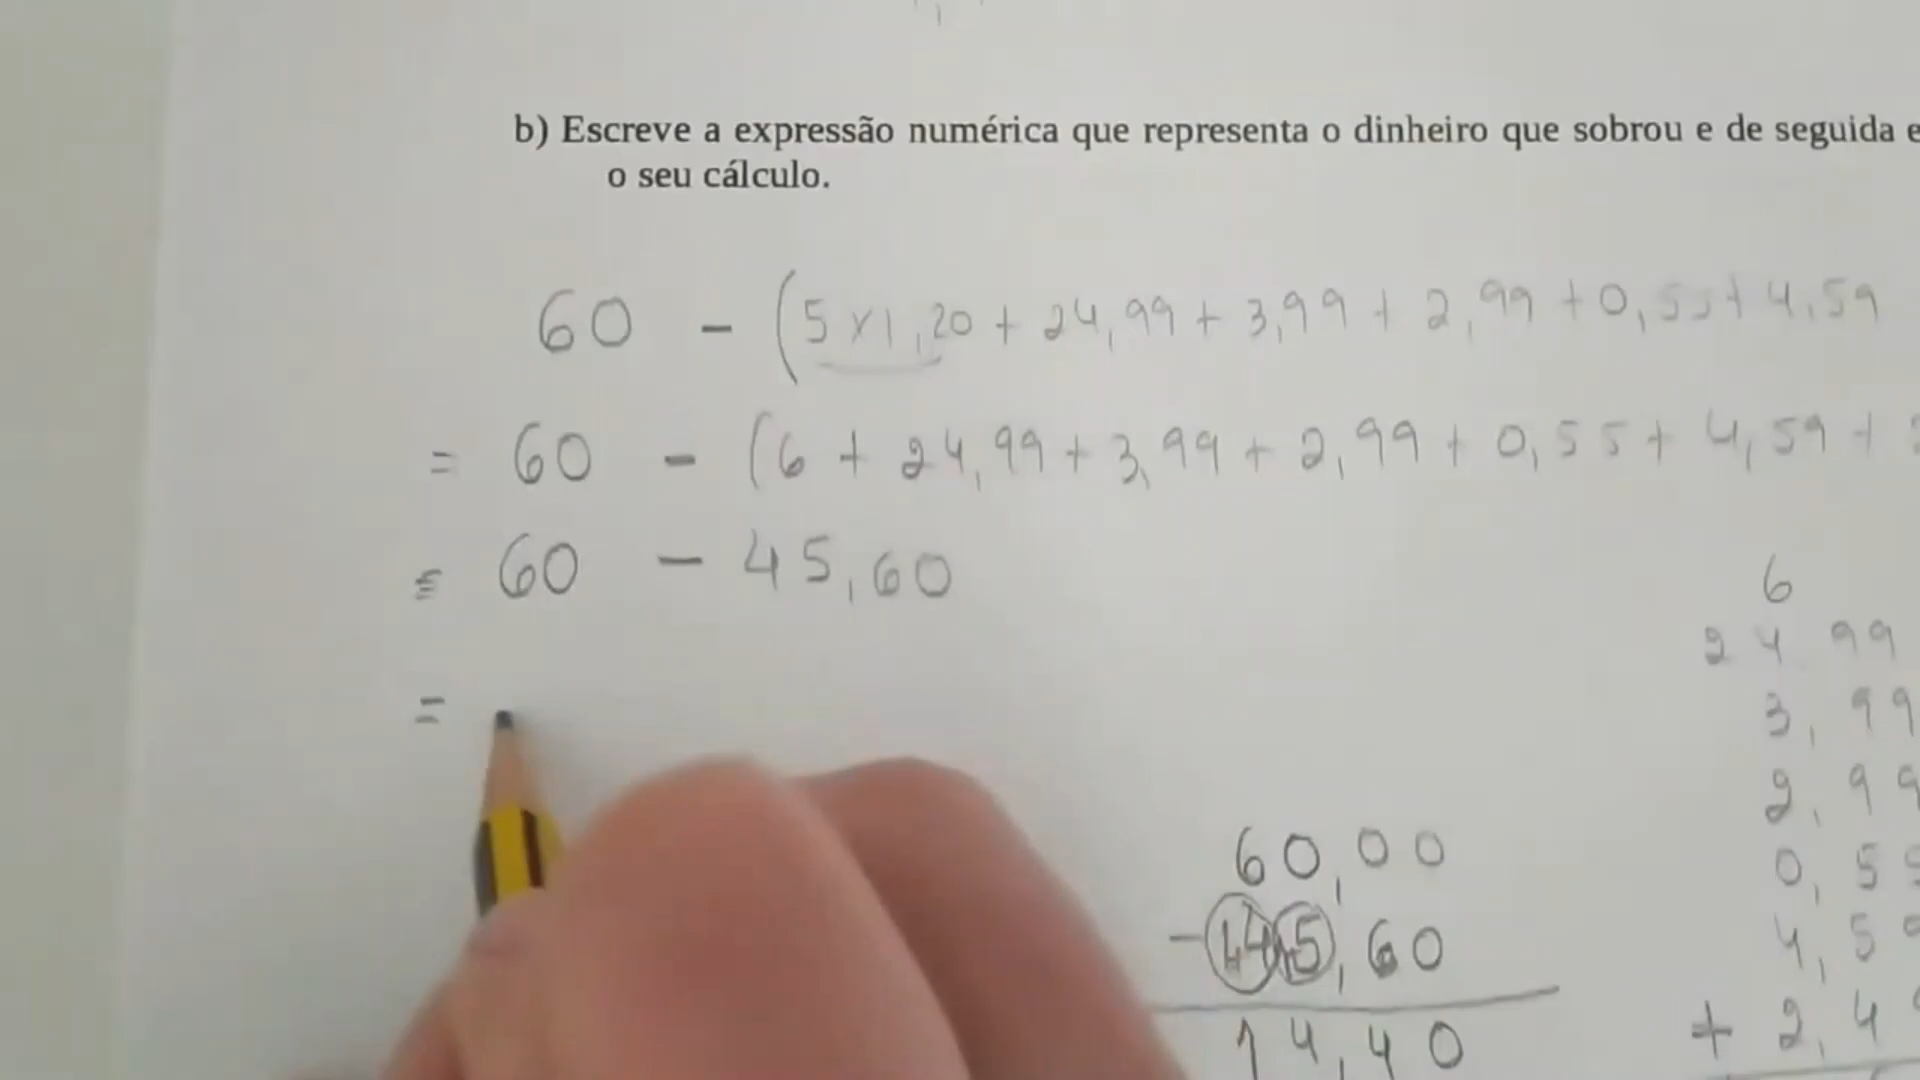 b) Escreve a expressão numérica que representa o dinheiro que sobrou e de seguida e
o seu cálculo.
60 - (5 x 1,20 + 24,99 + 3,99 + 2,99 + 0,55 + 4,59
= 60 - (6 + 24,99 + 3,99 + 2,99 + 0,55 + 4,59 +
= 60 - 45,60
=
60,00
- 45,60
14,40
6
24 99
3,99
2,99
0,55
4,59
+ 2,4